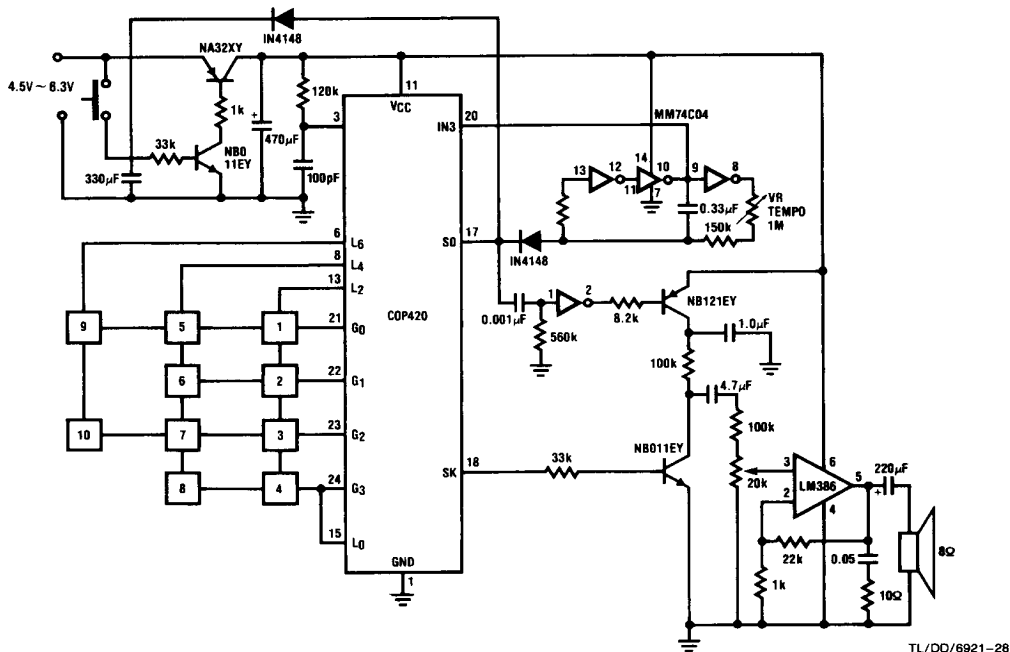 IN4148
NA32XY
4.5V ~ 6.3V
1k
33k
NB0
11EY
330µF
+
470µF
120k
100pF
3
11
VCC
20
IN3
MM74C04
13
12
14
11
10
7
9
8
0.33µF
VR
TEMPO
1M
150k
IN4148
S0
17
6
L6
8
L4
13
L2
21
G0
22
G1
23
G2
24
G3
15
L0
COP420
GND
1
SK
18
9
5
1
6
2
10
7
3
8
4
0.001µF
560k
1
2
8.2k
NB121EY
1.0µF
100k
4.7µF
100k
20k
NB011EY
33k
3
2
LM386
6
5
4
220µF
+
22k
1k
0.05
10Ω
8Ω
TL/DD/6921–28